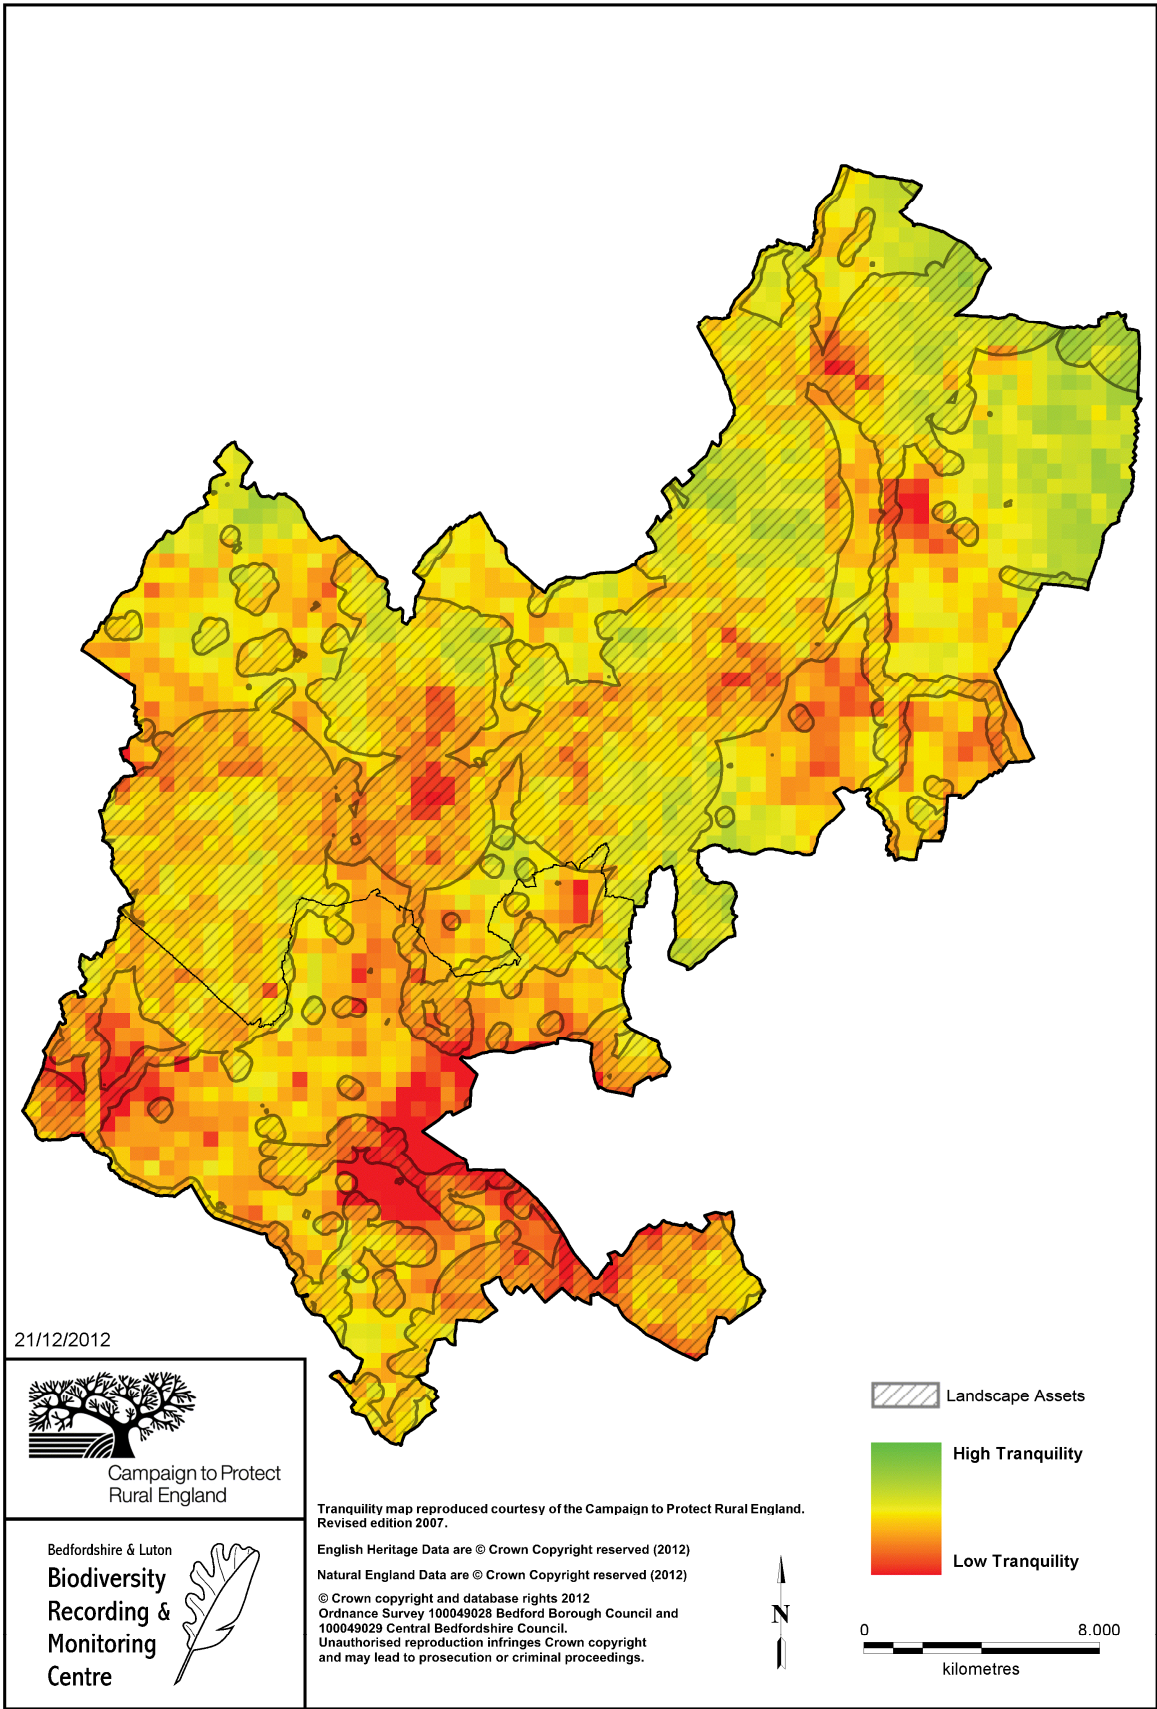 21/12/2012
Campaign to Protect
Rural England
Bedfordshire & Luton
Biodiversity
Recording &
Monitoring
Centre
Tranquility map reproduced courtesy of the Campaign to Protect Rural England.
Revised edition 2007.
English Heritage Data are © Crown Copyright reserved (2012)
Natural England Data are © Crown Copyright reserved (2012)
© Crown copyright and database rights 2012
Ordnance Survey 100049028 Bedford Borough Council and
100049029 Central Bedfordshire Council.
Unauthorised reproduction infringes Crown copyright
and may lead to prosecution or criminal proceedings.
N
Landscape Assets
High Tranquility
Low Tranquility
0 8.000
kilometres